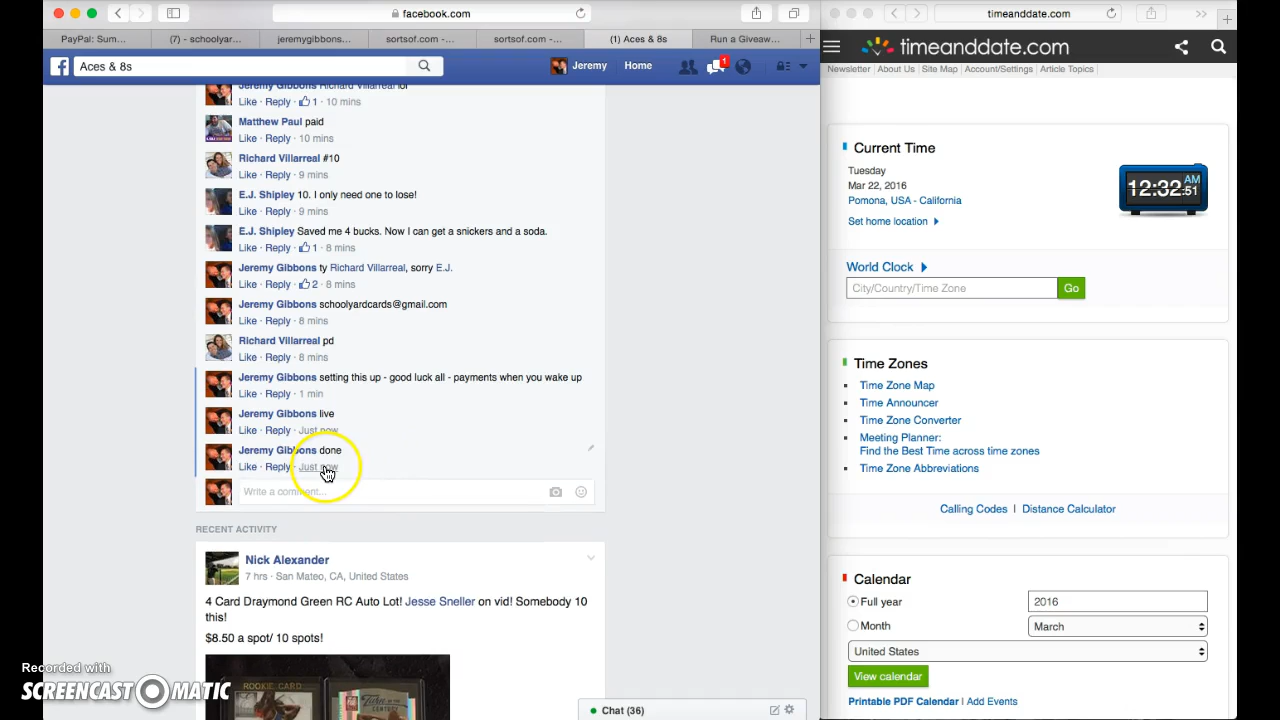 facebook.com
PayPal: Sum...
(7) - schoolyar...
jeremygibbons...
sortsof.com -...
sortsof.com -...
(1) Aces & 8s
Run a Giveaw...
Aces & 8s
Jeremy
Home
1
Jeremy Gibbons Richard Villarreal lol
Like · Reply · 1 · 10 mins
Matthew Paul paid
Like · Reply · 10 mins
Richard Villarreal #10
Like · Reply · 9 mins
E.J. Shipley 10. I only need one to lose!
Like · Reply · 9 mins
E.J. Shipley Saved me 4 bucks. Now I can get a snickers and a soda.
Like · Reply · 1 · 8 mins
Jeremy Gibbons ty Richard Villarreal, sorry E.J.
Like · Reply · 2 · 8 mins
Jeremy Gibbons schoolyardcards@gmail.com
Like · Reply · 8 mins
Richard Villarreal pd
Like · Reply · 8 mins
Jeremy Gibbons setting this up - good luck all - payments when you wake up
Like · Reply · 1 min
Jeremy Gibbons live
Like · Reply · Just now
Jeremy Gibbons done
Like · Reply · Just now
Write a comment...
RECENT ACTIVITY
Nick Alexander
7 hrs · San Mateo, CA, United States
4 Card Draymond Green RC Auto Lot! Jesse Sneller on vid! Somebody 10
this!
$8.50 a spot/ 10 spots!
ROOKIE CARD
Chat (36)
Recorded with
SCREENCAST-O-MATIC
timeanddate.com
timeanddate.com
Newsletter About Us Site Map Account/Settings Article Topics
Current Time
Tuesday
Mar 22, 2016
Pomona, USA - California
Set home location
12:32:51 AM
World Clock
City/Country/Time Zone
Go
Time Zones
Time Zone Map
Time Announcer
Time Zone Converter
Meeting Planner:
Find the Best Time across time zones
Time Zone Abbreviations
Calling Codes | Distance Calculator
Calendar
Full year
2016
Month
March
United States
View calendar
Printable PDF Calendar | Add Events